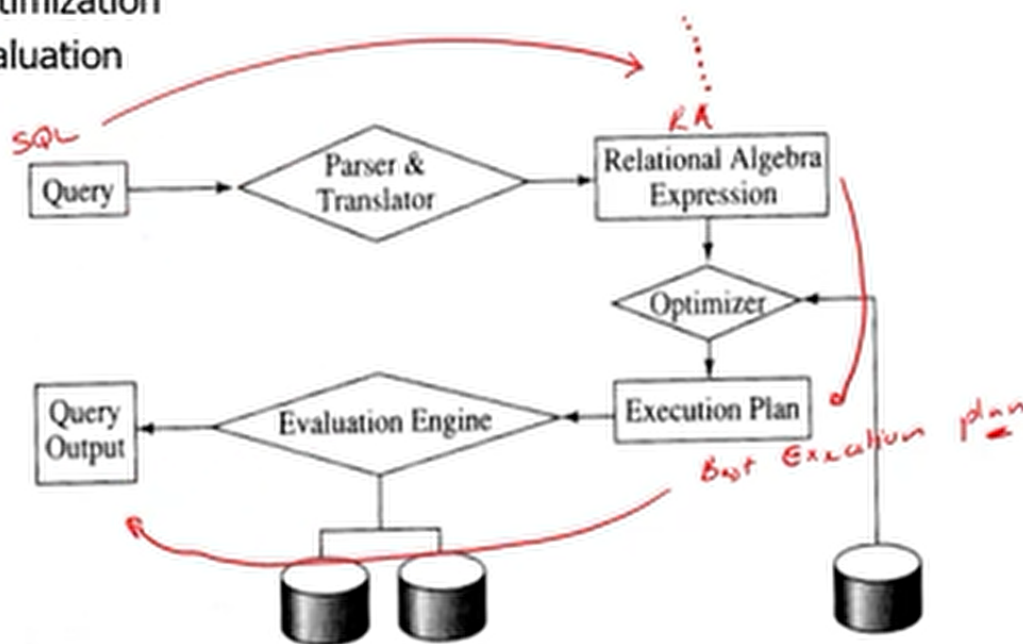 timization
aluation
SQL
RA
Query
Parser &
Translator
Relational Algebra
Expression
Optimizer
Query
Output
Evaluation Engine
Execution Plan
Best Execution plan